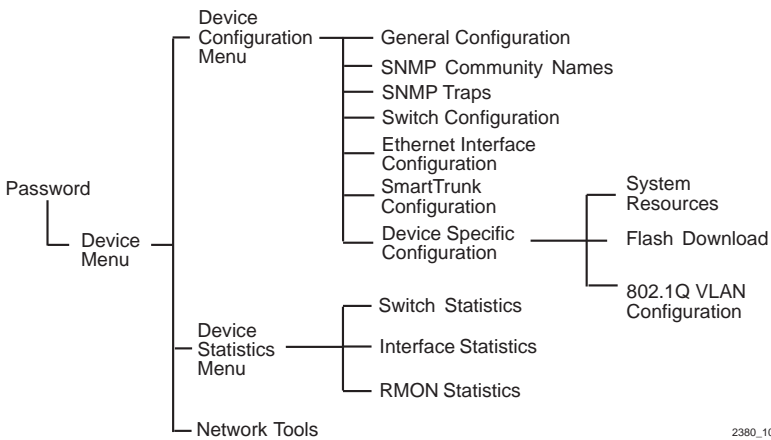 Device
Configuration
Menu
General Configuration
SNMP Community Names
SNMP Traps
Switch Configuration
Ethernet Interface
Configuration
SmartTrunk
Configuration
Device Specific
Configuration
System
Resources
Flash Download
802.1Q VLAN
Configuration
Password
Device
Menu
Device
Statistics
Menu
Switch Statistics
Interface Statistics
RMON Statistics
Network Tools
2380_10